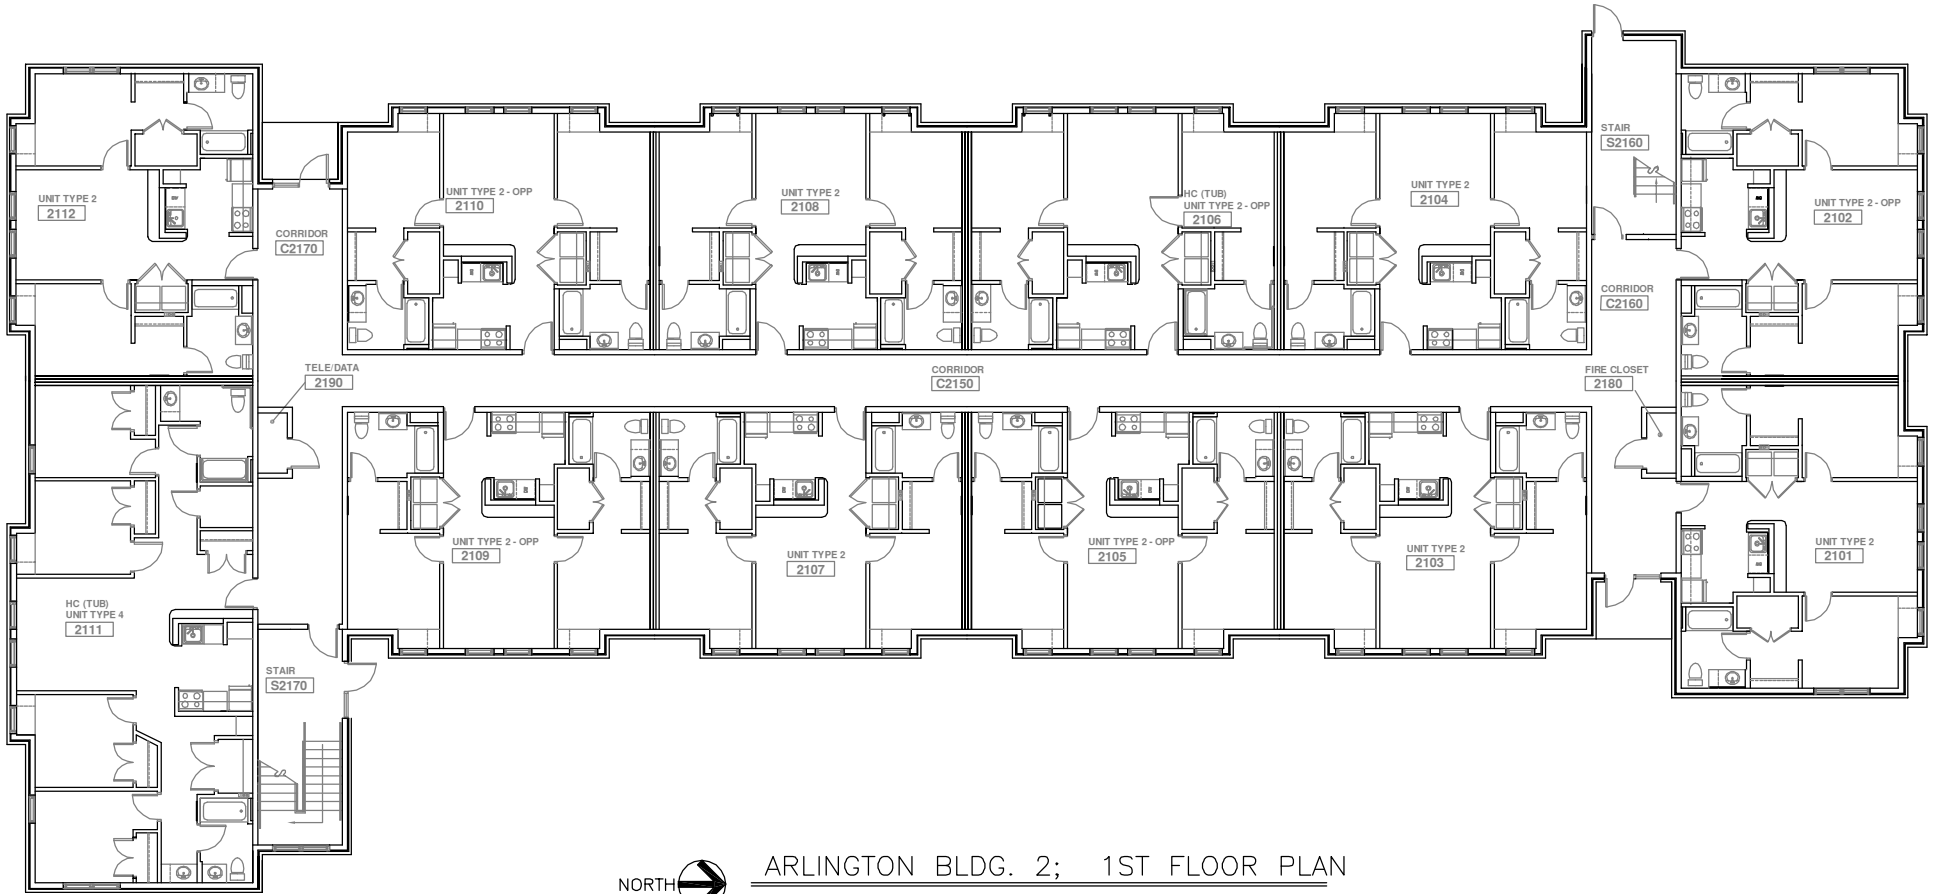 STAIR
S2160
UNIT TYPE 2
2112
UNIT TYPE 2 - OPP
2110
UNIT TYPE 2
2108
HC (TUB)
UNIT TYPE 2 - OPP
2106
UNIT TYPE 2
2104
UNIT TYPE 2 - OPP
2102
CORRIDOR
C2170
CORRIDOR
C2160
TELE/DATA
2190
CORRIDOR
C2150
FIRE CLOSET
2180
UNIT TYPE 2 - OPP
2109
UNIT TYPE 2
2107
UNIT TYPE 2 - OPP
2105
UNIT TYPE 2
2103
UNIT TYPE 2
2101
HC (TUB)
UNIT TYPE 4
2111
STAIR
S2170
NORTH
ARLINGTON BLDG. 2; 1ST FLOOR PLAN